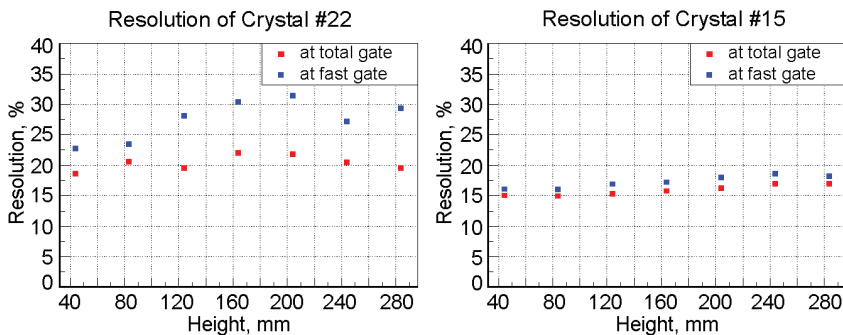 Resolution of Crystal #22
Resolution, %
40
35
30
25
20
15
10
5
0
at total gate
at fast gate
40 80 120 160 200 240 280
Height, mm
Resolution of Crystal #15
Resolution, %
40
35
30
25
20
15
10
5
0
at total gate
at fast gate
40 80 120 160 200 240 280
Height, mm